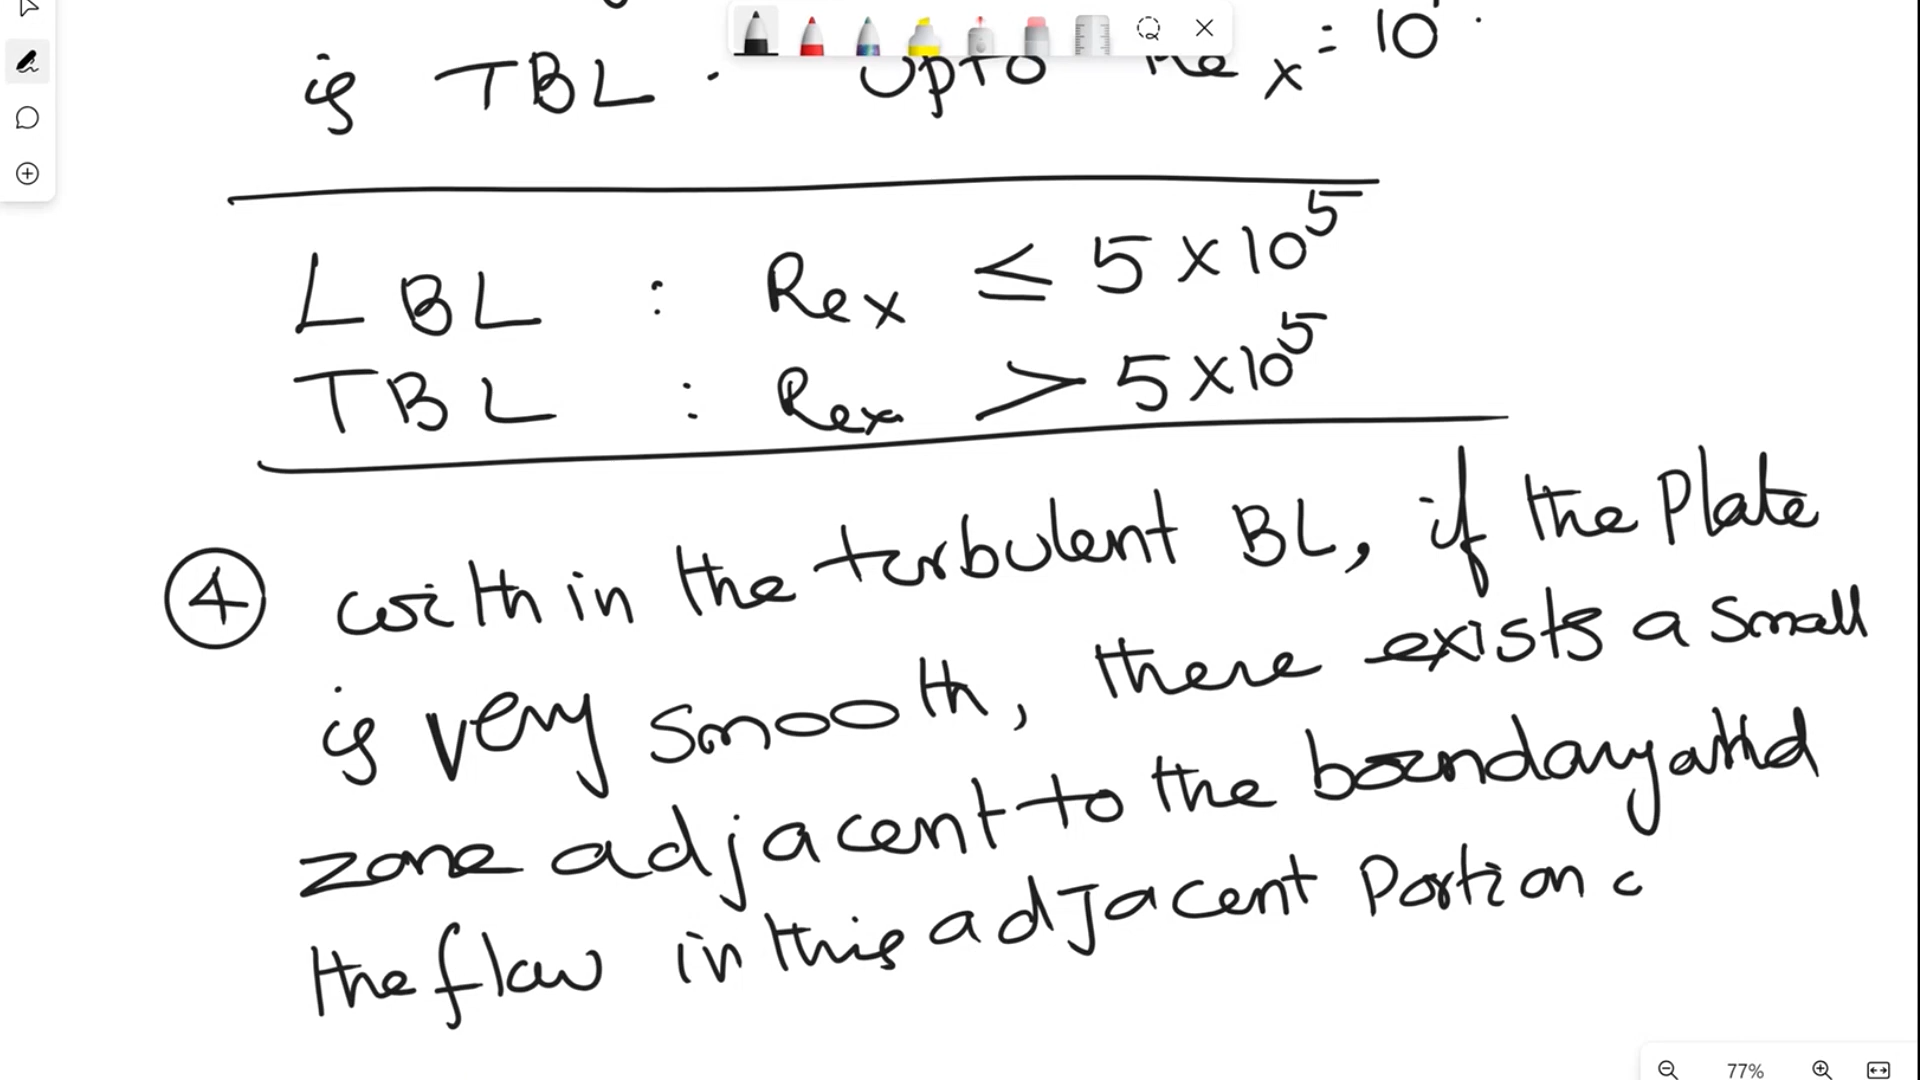 is TBL. Upto Re x = 10
LBL : Rex ≤ 5 × 10^5
TBL : Rex > 5 × 10^5
④ with in the turbulent BL, if the Plate
is very smooth, there exists a small
zone adjacent to the boundary and
the flow in this adjacent Portion
77%